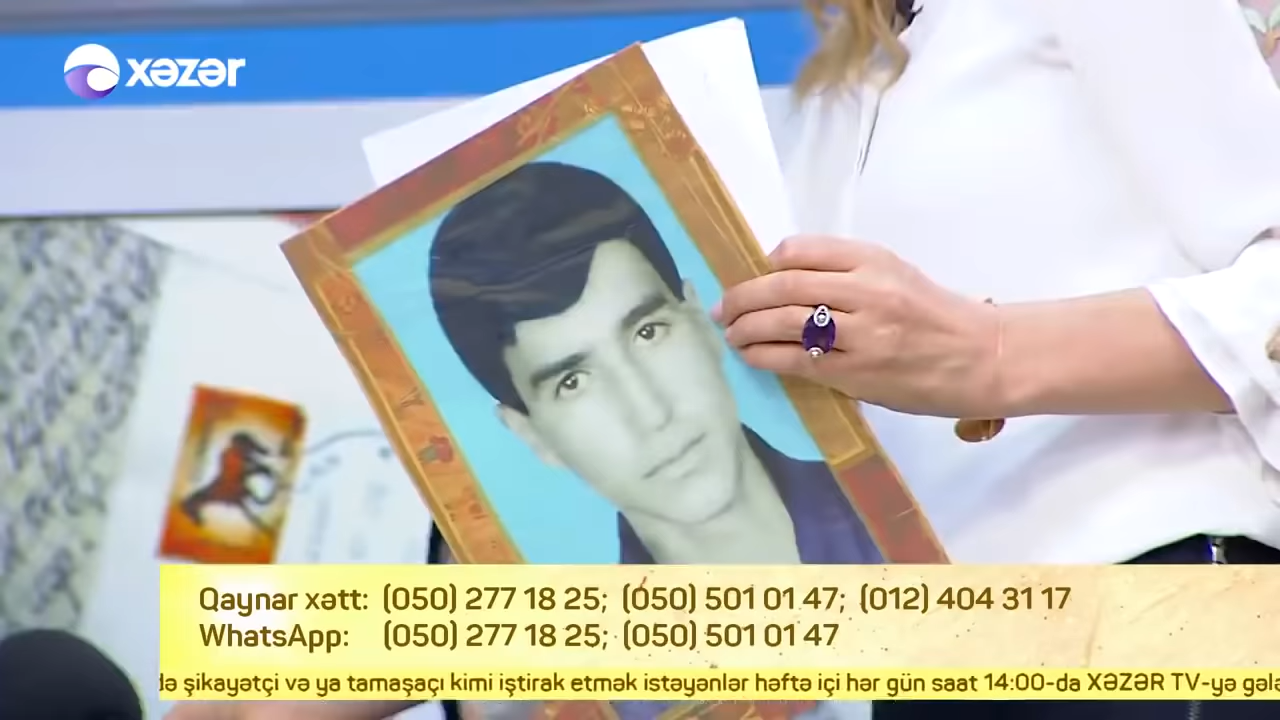 xəzər
Qaynar xətt: (050) 277 18 25; (050) 501 01 47; (012) 404 31 17
WhatsApp: (050) 277 18 25; (050) 501 01 47
şikayətçi və ya tamaşaçı kimi iştirak etmək istəyənlər həftə içi hər gün saat 14:00-da XƏZƏR TV-yə